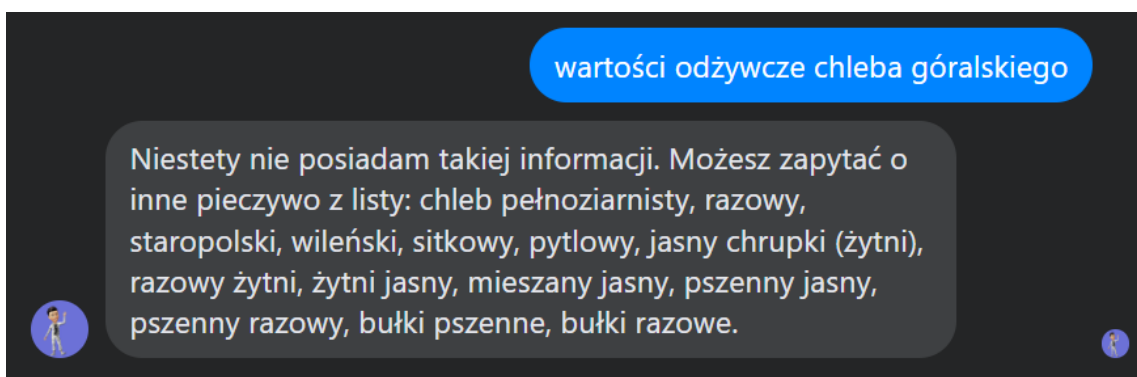 wartości odżywcze chleba góralskiego
Niestety nie posiadam takiej informacji. Możesz zapytać o
inne pieczywo z listy: chleb pełnoziarnisty, razowy,
staropolski, wileński, sitkowy, pytlowy, jasny chrupki (żytni),
razowy żytni, żytni jasny, mieszany jasny, pszenny jasny,
pszenny razowy, bułki pszenne, bułki razowe.